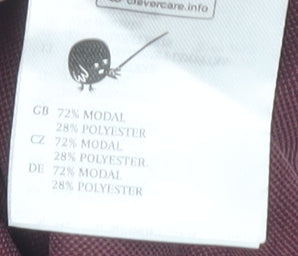 clevercare.info
GB 72% MODAL
28% POLYESTER
CZ 72% MODAL
28% POLYESTER.
DE 72% MODAL
28% POLYESTER